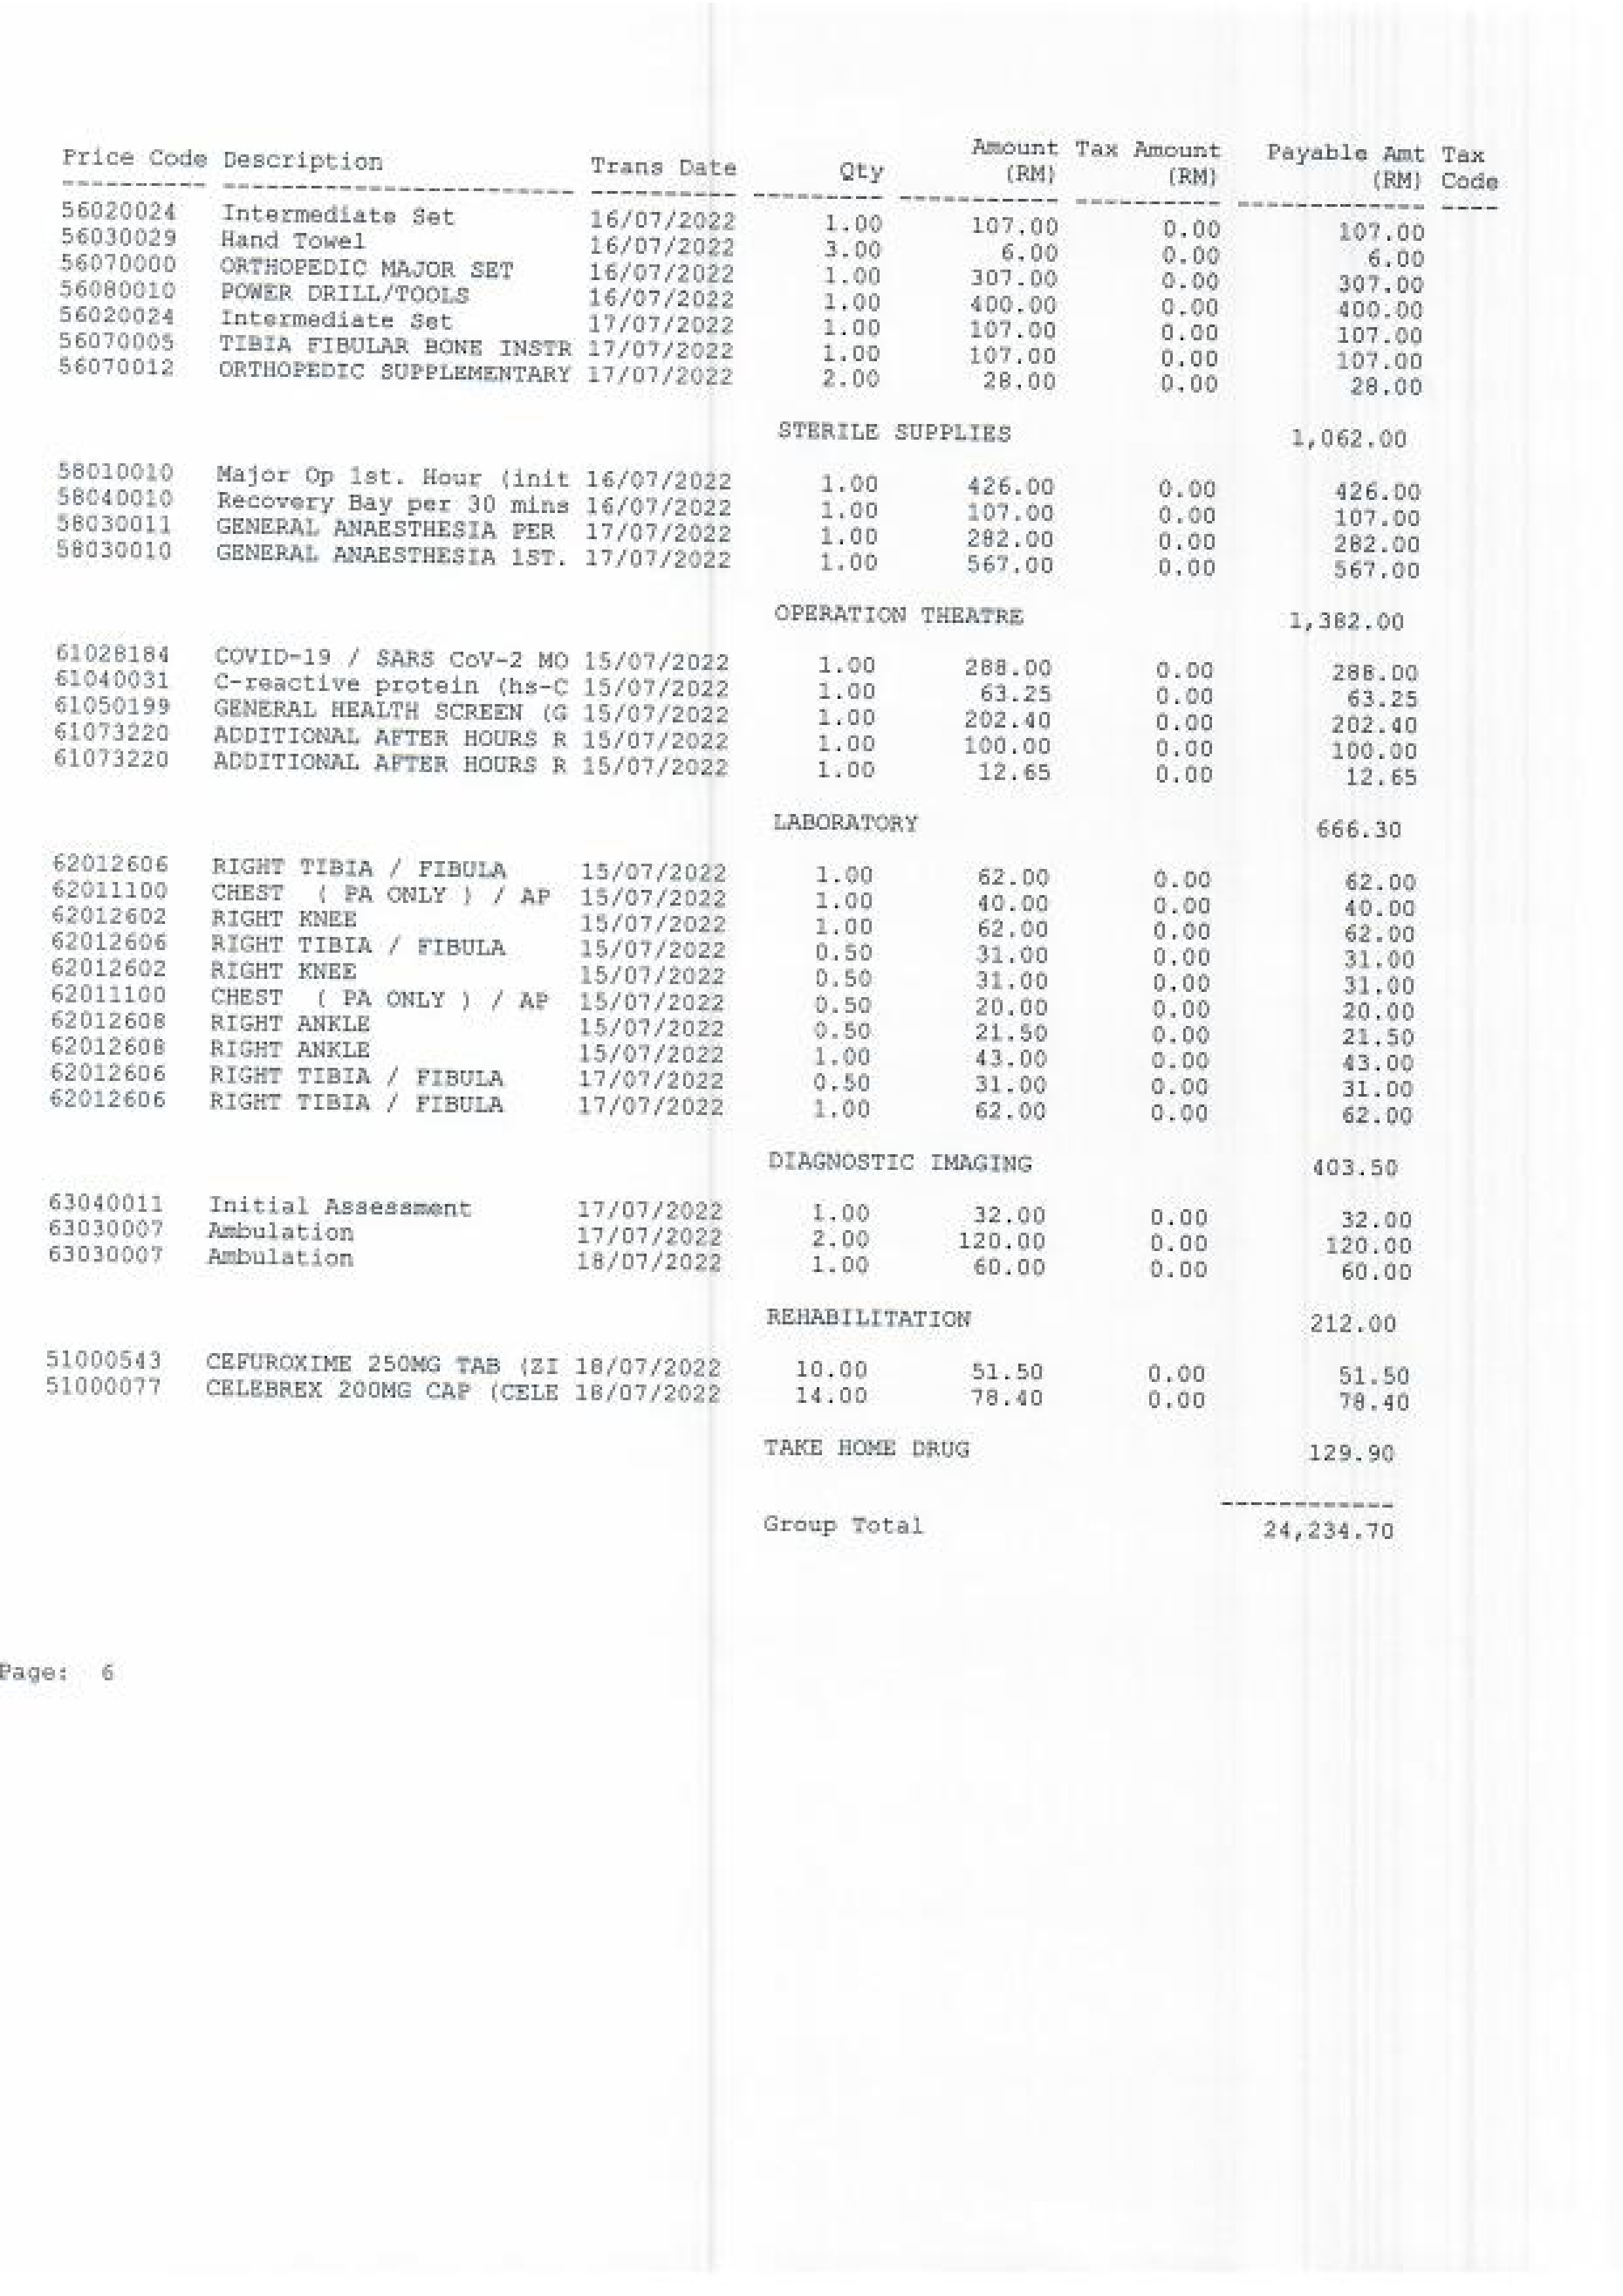 Price Code Description Trans Date Qty Amount (RM) Tax Amount (RM) Payable Amt (RM) Tax Code
---------- ------------------------ ---------- --------- ----------- ---------- ------------- ----
56020024 Intermediate Set 16/07/2022 1.00 107.00 0.00 107.00
56030029 Hand Towel 16/07/2022 3.00 6.00 0.00 6.00
56070000 ORTHOPEDIC MAJOR SET 16/07/2022 1.00 307.00 0.00 307.00
56080010 POWER DRILL/TOOLS 16/07/2022 1.00 400.00 0.00 400.00
56020024 Intermediate Set 17/07/2022 1.00 107.00 0.00 107.00
56070005 TIBIA FIBULAR BONE INSTR 17/07/2022 1.00 107.00 0.00 107.00
56070012 ORTHOPEDIC SUPPLEMENTARY 17/07/2022 2.00 28.00 0.00 28.00
STERILE SUPPLIES 1,062.00
58010010 Major Op 1st. Hour (init 16/07/2022 1.00 426.00 0.00 426.00
58040010 Recovery Bay per 30 mins 16/07/2022 1.00 107.00 0.00 107.00
58030011 GENERAL ANAESTHESIA PER 17/07/2022 1.00 282.00 0.00 282.00
58030010 GENERAL ANAESTHESIA 1ST. 17/07/2022 1.00 567.00 0.00 567.00
OPERATION THEATRE 1,382.00
61028184 COVID-19 / SARS CoV-2 MO 15/07/2022 1.00 288.00 0.00 288.00
61040031 C-reactive protein (hs-C 15/07/2022 1.00 63.25 0.00 63.25
61050199 GENERAL HEALTH SCREEN (G 15/07/2022 1.00 202.40 0.00 202.40
61073220 ADDITIONAL AFTER HOURS R 15/07/2022 1.00 100.00 0.00 100.00
61073220 ADDITIONAL AFTER HOURS R 15/07/2022 1.00 12.65 0.00 12.65
LABORATORY 666.30
62012606 RIGHT TIBIA / FIBULA 15/07/2022 1.00 62.00 0.00 62.00
62011100 CHEST ( PA ONLY ) / AP 15/07/2022 1.00 40.00 0.00 40.00
62012602 RIGHT KNEE 15/07/2022 1.00 62.00 0.00 62.00
62012606 RIGHT TIBIA / FIBULA 15/07/2022 0.50 31.00 0.00 31.00
62012602 RIGHT KNEE 15/07/2022 0.50 31.00 0.00 31.00
62011100 CHEST ( PA ONLY ) / AP 15/07/2022 0.50 20.00 0.00 20.00
62012608 RIGHT ANKLE 15/07/2022 0.50 21.50 0.00 21.50
62012608 RIGHT ANKLE 15/07/2022 1.00 43.00 0.00 43.00
62012606 RIGHT TIBIA / FIBULA 17/07/2022 0.50 31.00 0.00 31.00
62012606 RIGHT TIBIA / FIBULA 17/07/2022 1.00 62.00 0.00 62.00
DIAGNOSTIC IMAGING 403.50
63040011 Initial Assessment 17/07/2022 1.00 32.00 0.00 32.00
63030007 Ambulation 17/07/2022 2.00 120.00 0.00 120.00
63030007 Ambulation 18/07/2022 1.00 60.00 0.00 60.00
REHABILITATION 212.00
51000543 CEFUROXIME 250MG TAB (ZI 18/07/2022 10.00 51.50 0.00 51.50
51000077 CELEBREX 200MG CAP (CELE 18/07/2022 14.00 78.40 0.00 78.40
TAKE HOME DRUG 129.90
------------
Group Total 24,234.70
Page: 6